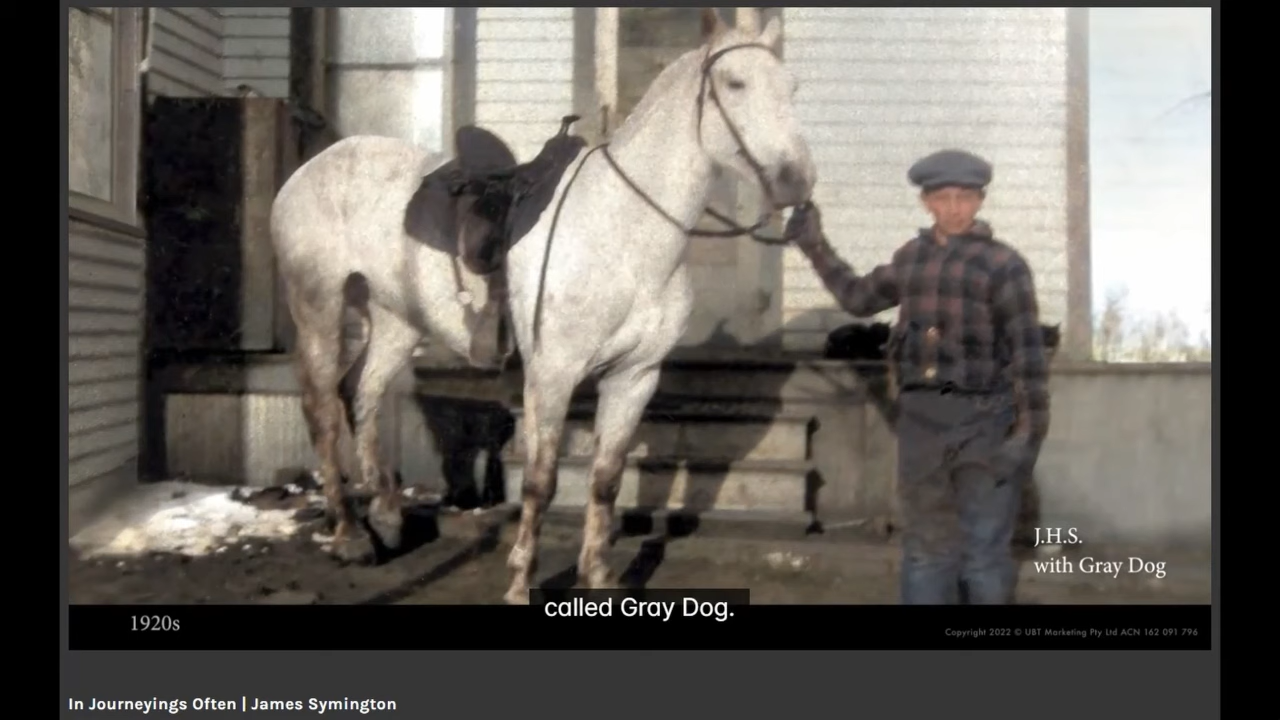 J.H.S.
with Gray Dog
called Gray Dog.
1920s
Copyright 2022 © UBT Marketing Pty Ltd ACN 162 091 796
In Journeyings Often | James Symington